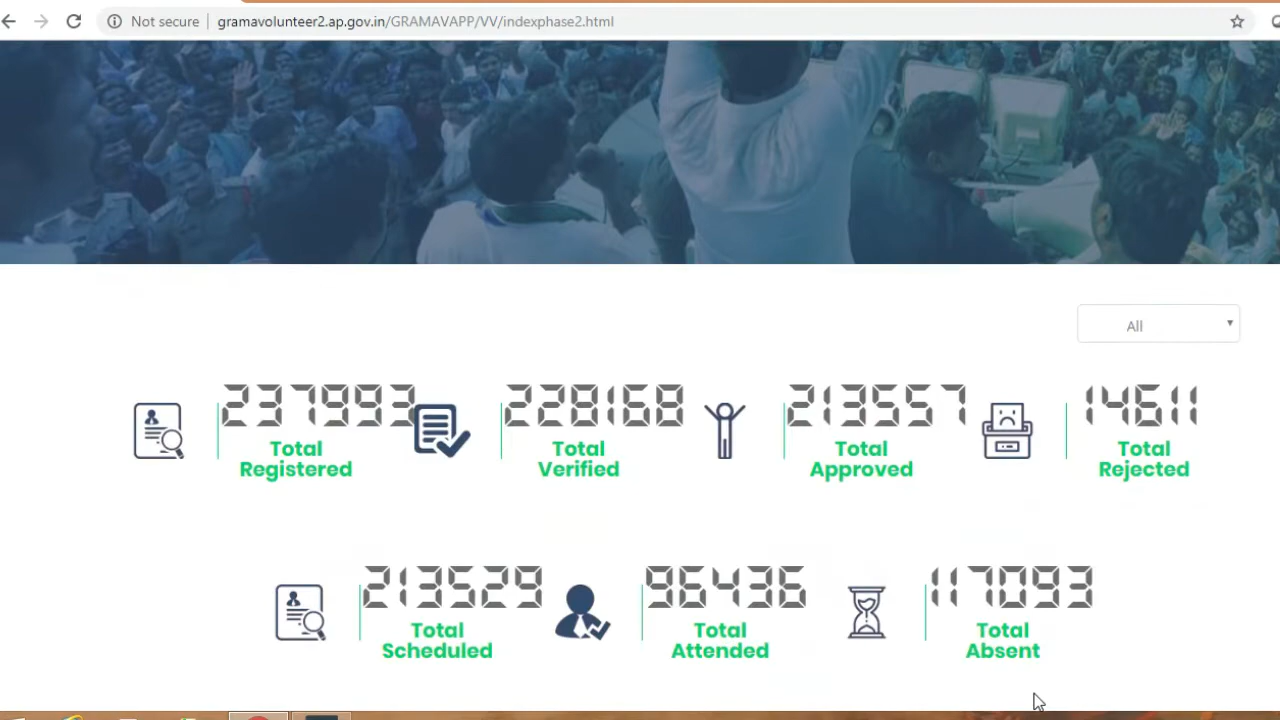 Not secure
gramavolunteer2.ap.gov.in/GRAMAVAPP/VV/indexphase2.html
All
237993
Total
Registered
228168
Total
Verified
213557
Total
Approved
14611
Total
Rejected
213529
Total
Scheduled
96436
Total
Attended
117093
Total
Absent